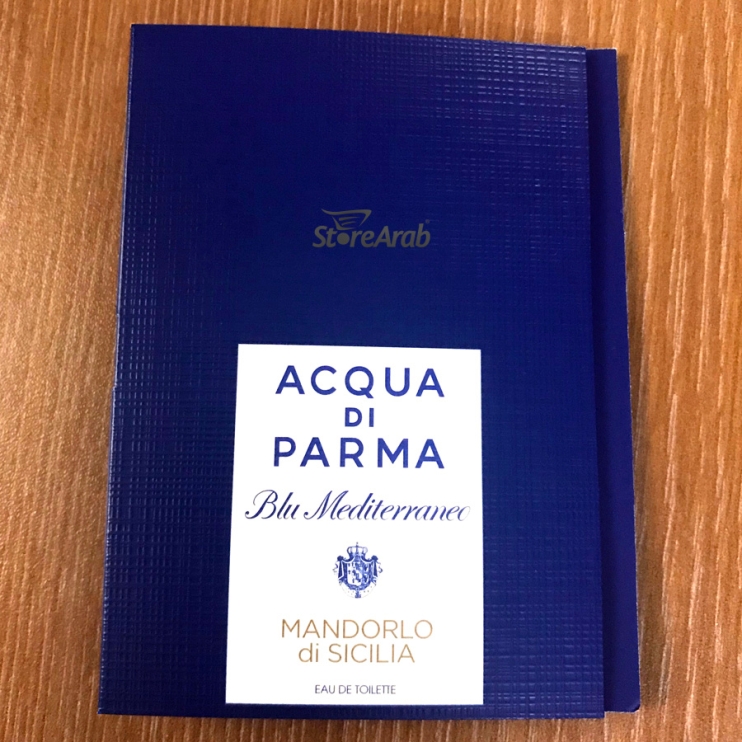 StoreArab
ACQUA
DI
PARMA
Blu Mediterraneo
MANDORLO
di SICILIA
EAU DE TOILETTE